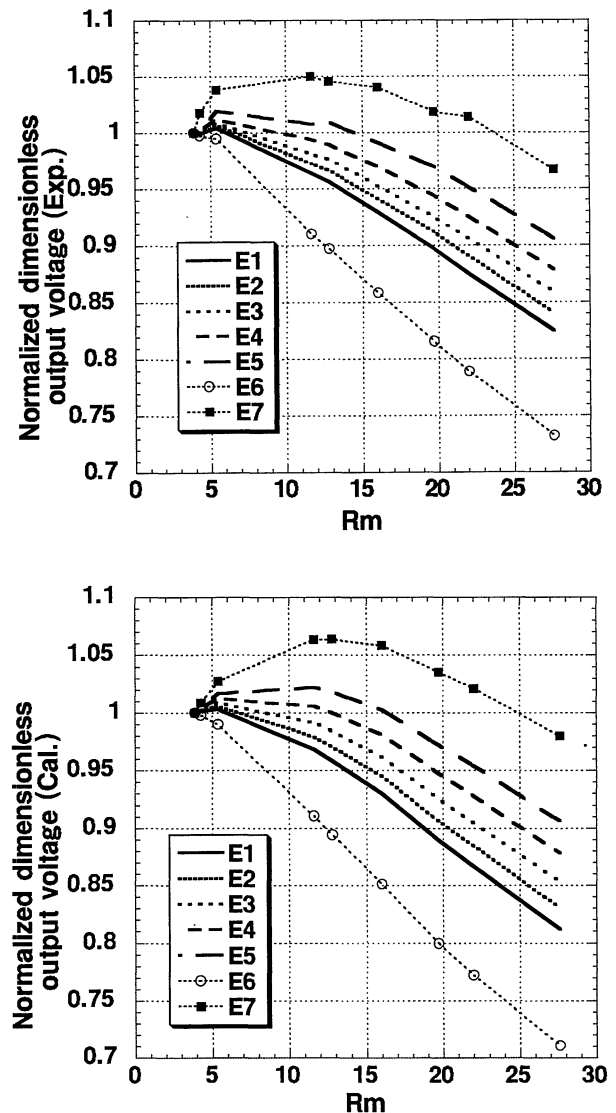 1.1
1.05
1
0.95
0.9
0.85
0.8
0.75
0.7
Normalized dimensionless
output voltage (Exp.)
E1
E2
E3
E4
E5
E6
E7
0 5 10 15 20 25 30
Rm
1.1
1.05
1
0.95
0.9
0.85
0.8
0.75
0.7
Normalized dimensionless
output voltage (Cal.)
E1
E2
E3
E4
E5
E6
E7
0 5 10 15 20 25 30
Rm